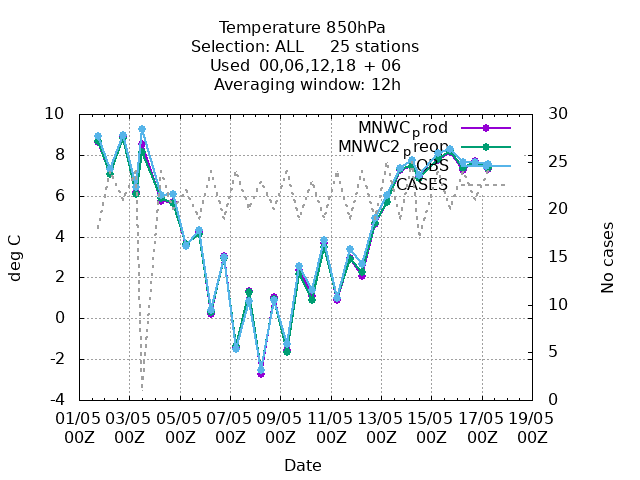 Temperature 850hPa
Selection: ALL 25 stations
Used 00,06,12,18 + 06
Averaging window: 12h
MNWCprod
MNWC2preop
OBS
CASES
deg C
10
8
6
4
2
0
-2
-4
No cases
30
25
20
15
10
5
0
01/05 03/05 05/05 07/05 09/05 11/05 13/05 15/05 17/05 19/05
00Z 00Z 00Z 00Z 00Z 00Z 00Z 00Z 00Z 00Z
Date